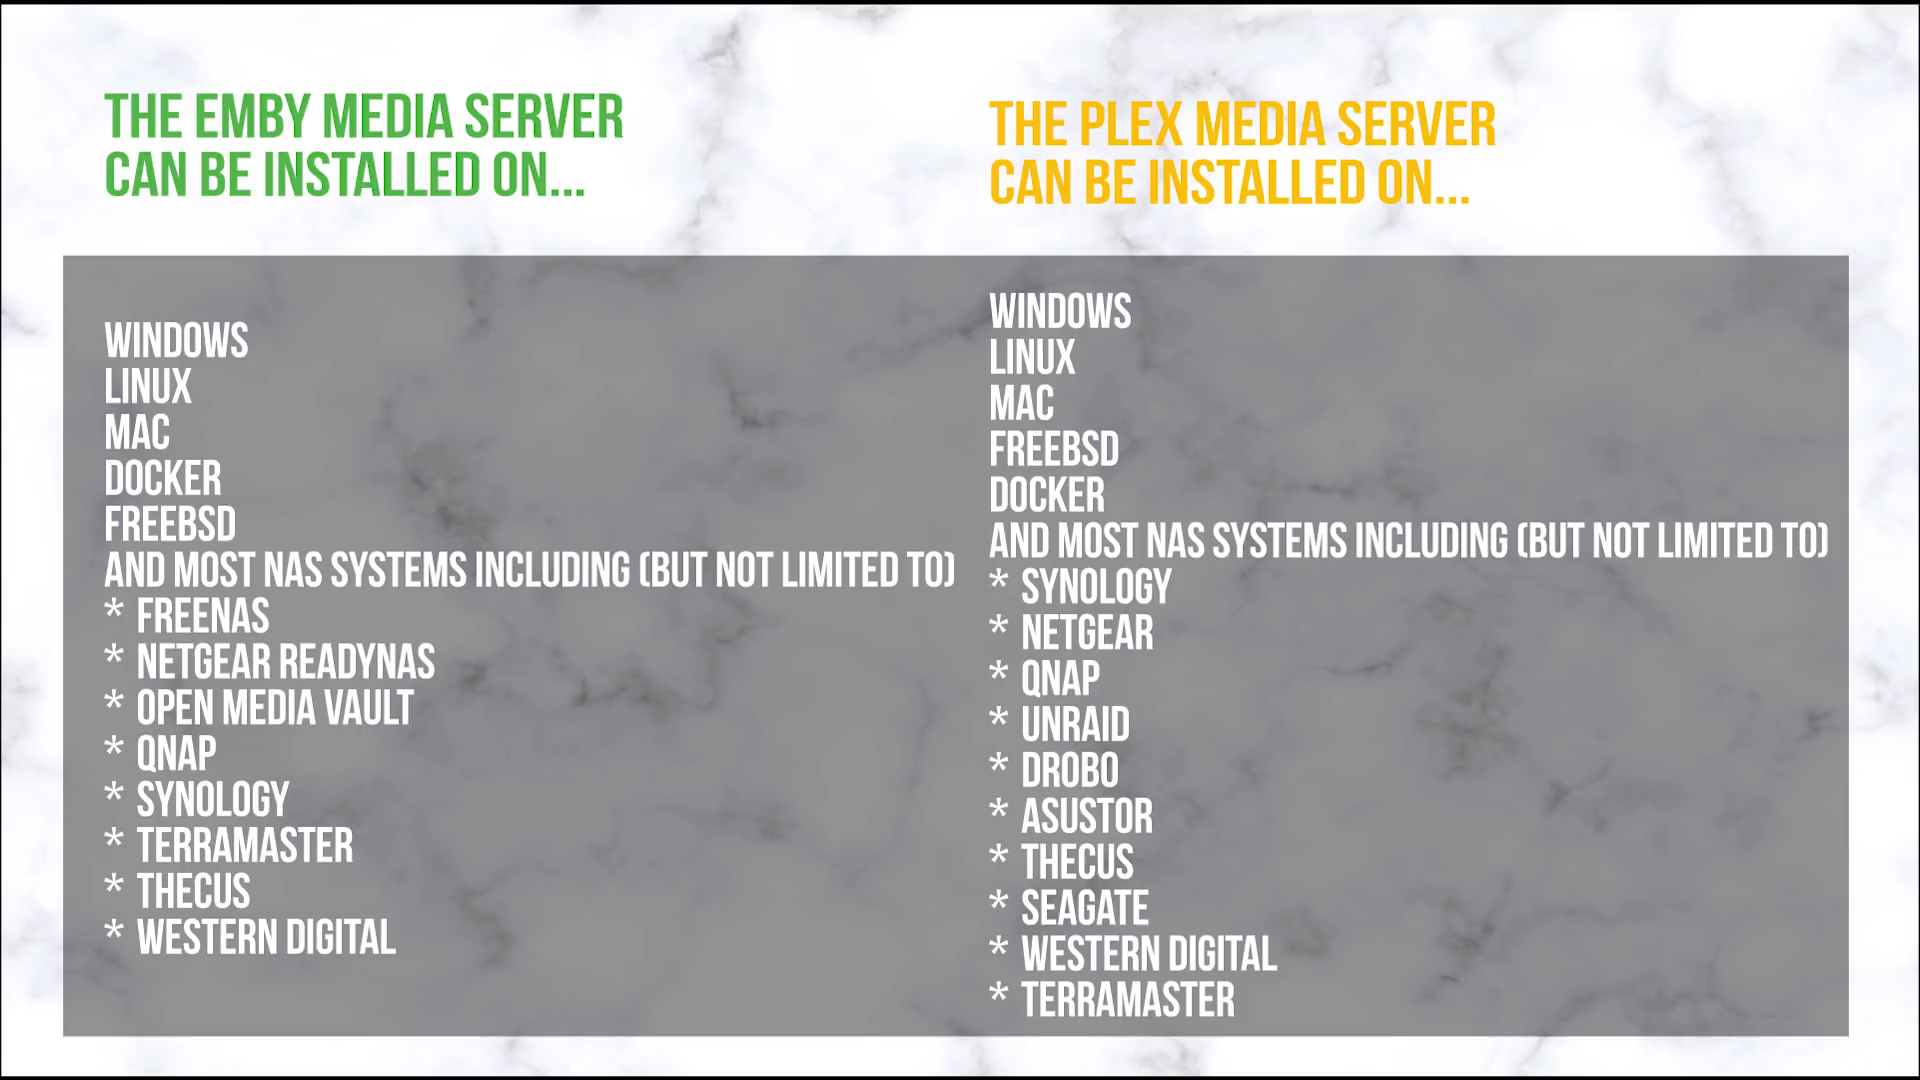 THE EMBY MEDIA SERVER
CAN BE INSTALLED ON...
WINDOWS
LINUX
MAC
DOCKER
FREEBSD
AND MOST NAS SYSTEMS INCLUDING (BUT NOT LIMITED TO)
* FREENAS
* NETGEAR READYNAS
* OPEN MEDIA VAULT
* QNAP
* SYNOLOGY
* TERRAMASTER
* THECUS
* WESTERN DIGITAL
THE PLEX MEDIA SERVER
CAN BE INSTALLED ON...
WINDOWS
LINUX
MAC
FREEBSD
DOCKER
AND MOST NAS SYSTEMS INCLUDING (BUT NOT LIMITED TO)
* SYNOLOGY
* NETGEAR
* QNAP
* UNRAID
* DROBO
* ASUSTOR
* THECUS
* SEAGATE
* WESTERN DIGITAL
* TERRAMASTER